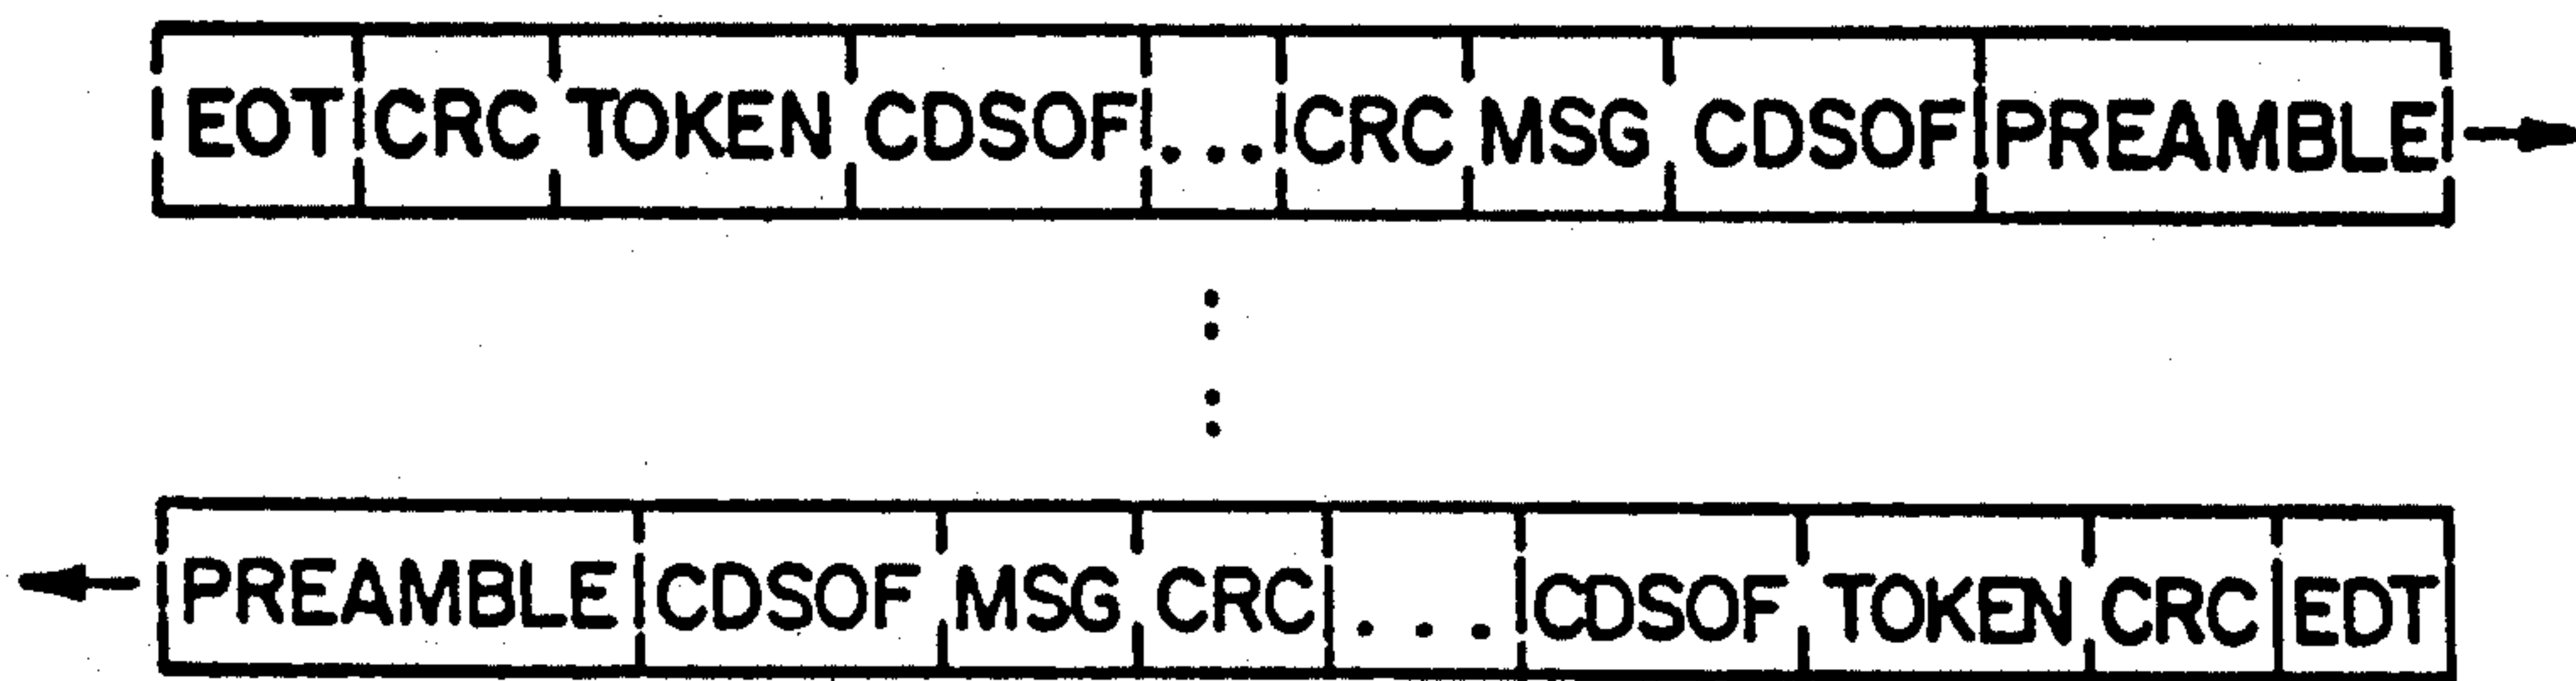 EOT CRC TOKEN CDSOF ... CRC MSG CDSOF PREAMBLE
PREAMBLE CDSOF MSG CRC ... CDSOF TOKEN CRC EDT